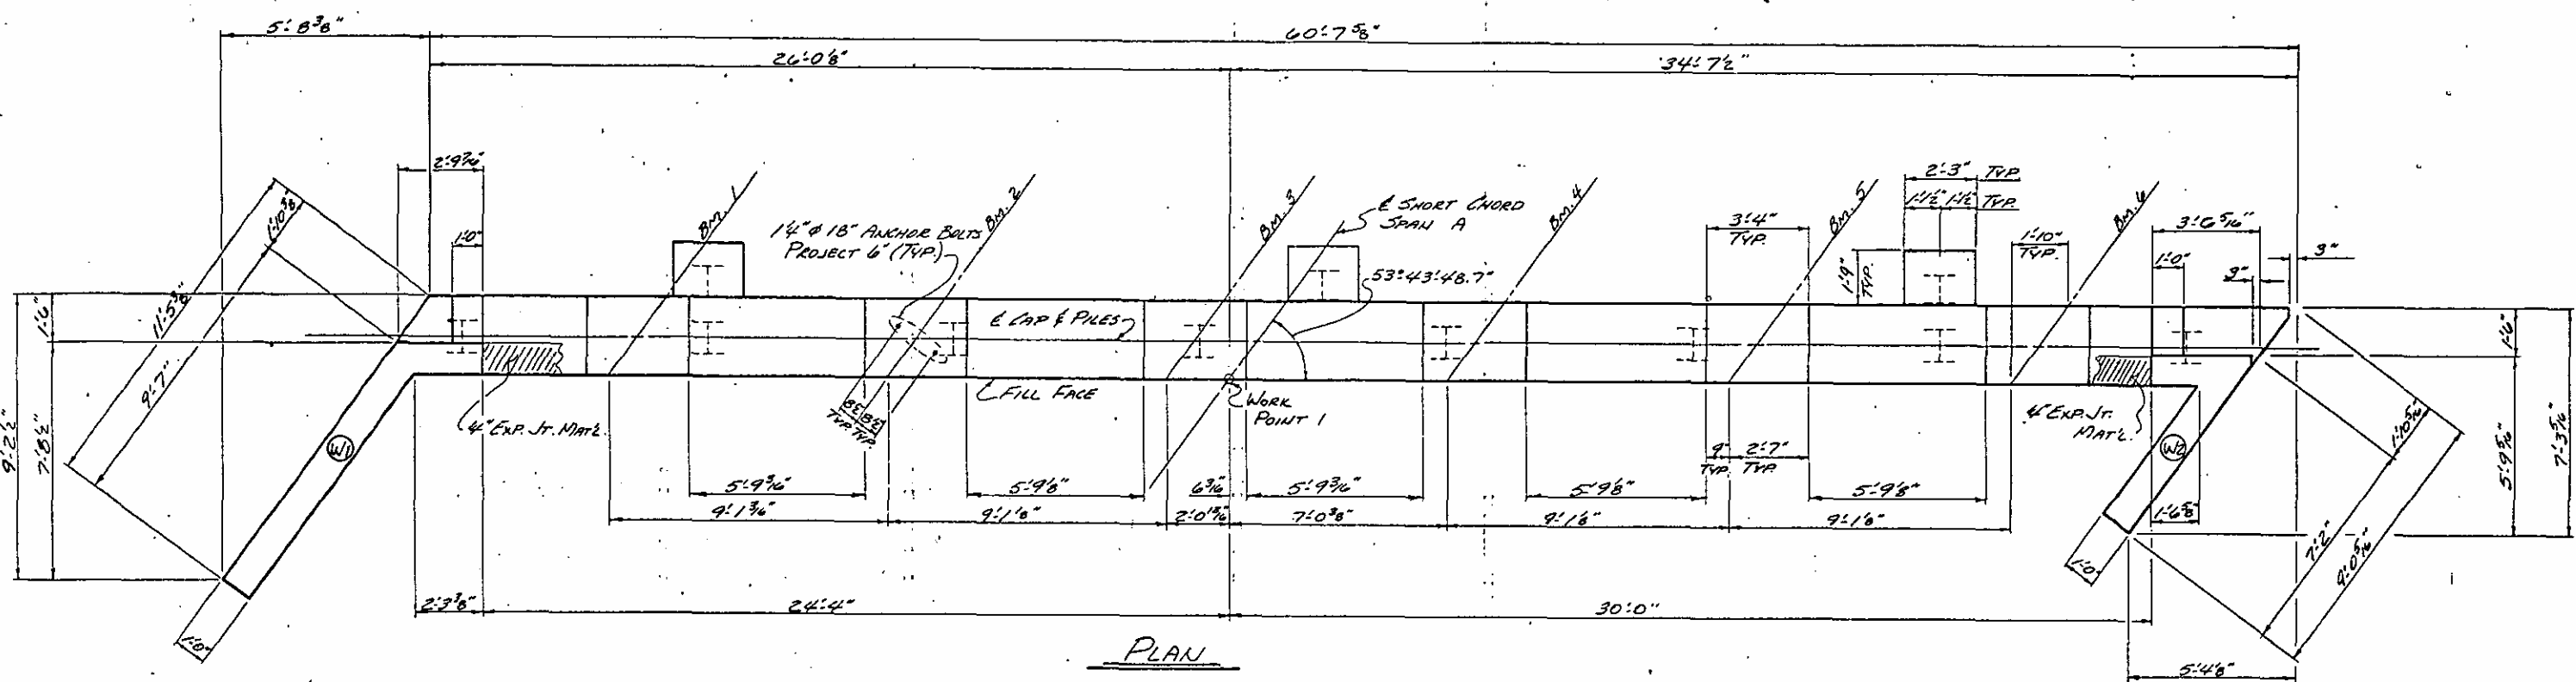 5'-8 3/8"
60'-7 5/8"
26'-0 1/8"
34'-7 1/2"
2'-9 7/16"
1'-0"
1'-10 3/8"
11'-5 3/8"
9'-7"
1'-6"
9'-2 1/2"
7'-8 1/2"
BM. 1
BM. 2
BM. 3
BM. 4
BM. 5
BM. 6
1 1/4" ⌀ 18" ANCHOR BOLTS
PROJECT 6" (TYP.)
℄ SHORT CHORD
SPAN A
53°-43'-48.7"
3'-4"
TYP.
2'-3" TYP.
1'-1 1/2" 1'-1 1/2" TYP.
1'-9"
TYP.
1'-10"
TYP.
3'-6 5/16"
1'-0"
3"
3"
℄ CAP & PILES
FILL FACE
WORK
POINT 1
W1
4" EXP. JT. MAT'L.
8 1/2" 8 1/2"
TYP. TYP.
4" EXP. JT.
MAT'L.
W2
1'-6"
5'-9 5/16"
7'-3 5/16"
1'-10 5/16"
7'-2"
9'-0 5/16"
9" 2'-7"
TYP. TYP.
1'-6 5/8"
1'-0"
5'-9 3/16"
5'-9 1/8"
6 3/16"
5'-9 3/16"
5'-9 1/8"
5'-9 1/8"
9'-1 3/16"
9'-1 1/8"
2'-0 13/16"
7'-0 3/8"
9'-1 1/8"
9'-1 1/8"
2'-3 3/8"
24'-4"
30'-0"
1'-0"
5'-4 1/8"
PLAN